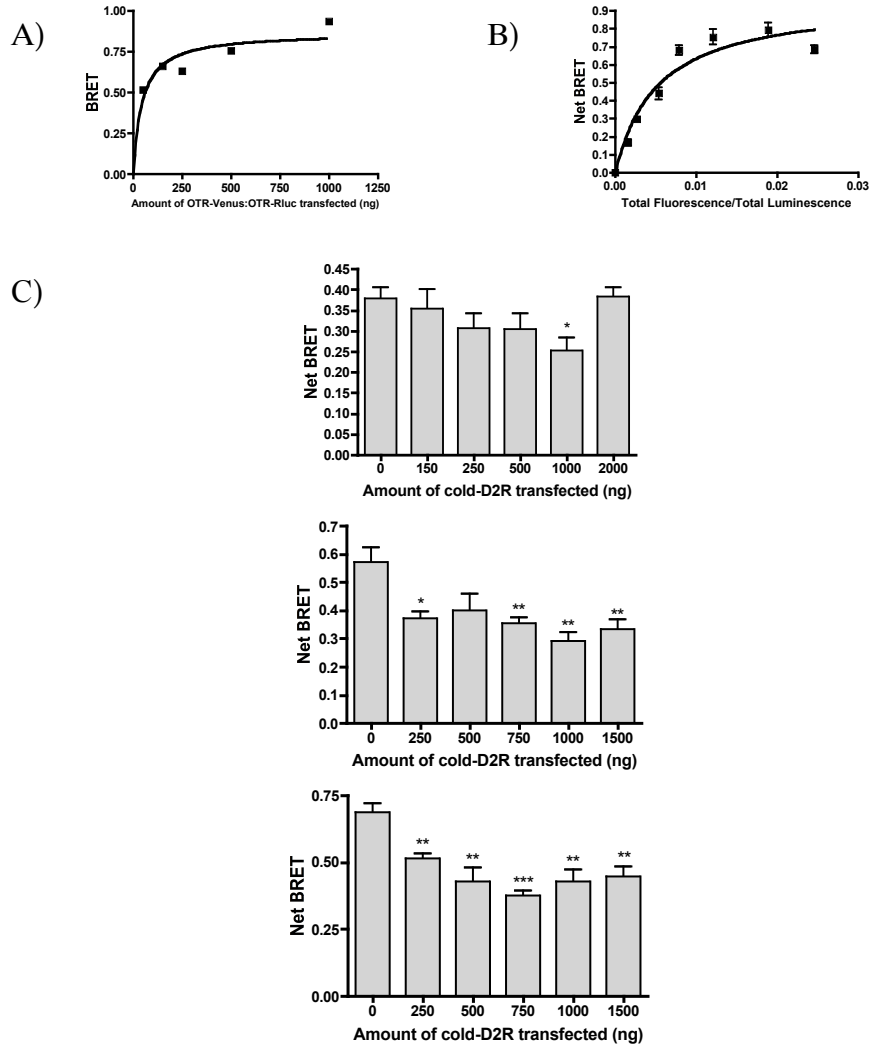 A)
1.00
0.75
0.50
0.25
0.00
BRET
0 250 500 750 1000 1250
Amount of OTR-Venus:OTR-Rluc transfected (ng)
B)
0.9
0.8
0.7
0.6
0.5
0.4
0.3
0.2
0.1
0.0
Net BRET
0.00 0.01 0.02 0.03
Total Fluorescence/Total Luminescence
C)
0.45
0.40
0.35
0.30
0.25
0.20
0.15
0.10
0.05
0.00
Net BRET
*
0 150 250 500 1000 2000
Amount of cold-D2R transfected (ng)
0.7
0.6
0.5
0.4
0.3
0.2
0.1
0.0
Net BRET
* ** ** **
0 250 500 750 1000 1500
Amount of cold-D2R transfected (ng)
0.75
0.50
0.25
0.00
Net BRET
** ** *** ** **
0 250 500 750 1000 1500
Amount of cold-D2R transfected (ng)